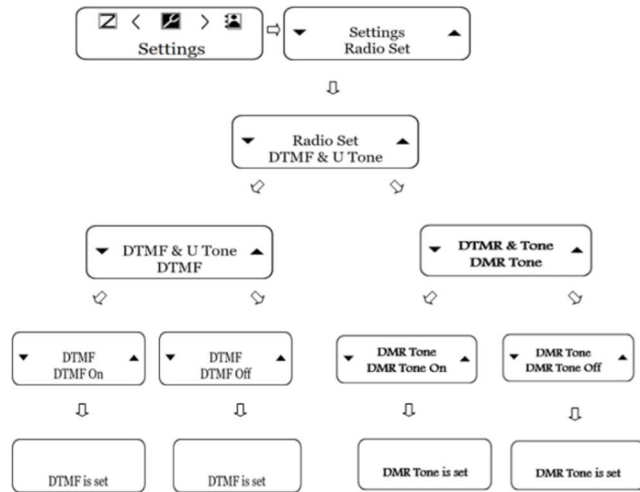 Settings
Settings
Radio Set
Radio Set
DTMF & U Tone
DTMF & U Tone
DTMF
DTMR & Tone
DMR Tone
DTMF
DTMF On
DTMF
DTMF Off
DMR Tone
DMR Tone On
DMR Tone
DMR Tone Off
DTMF is set
DTMF is set
DMR Tone is set
DMR Tone is set